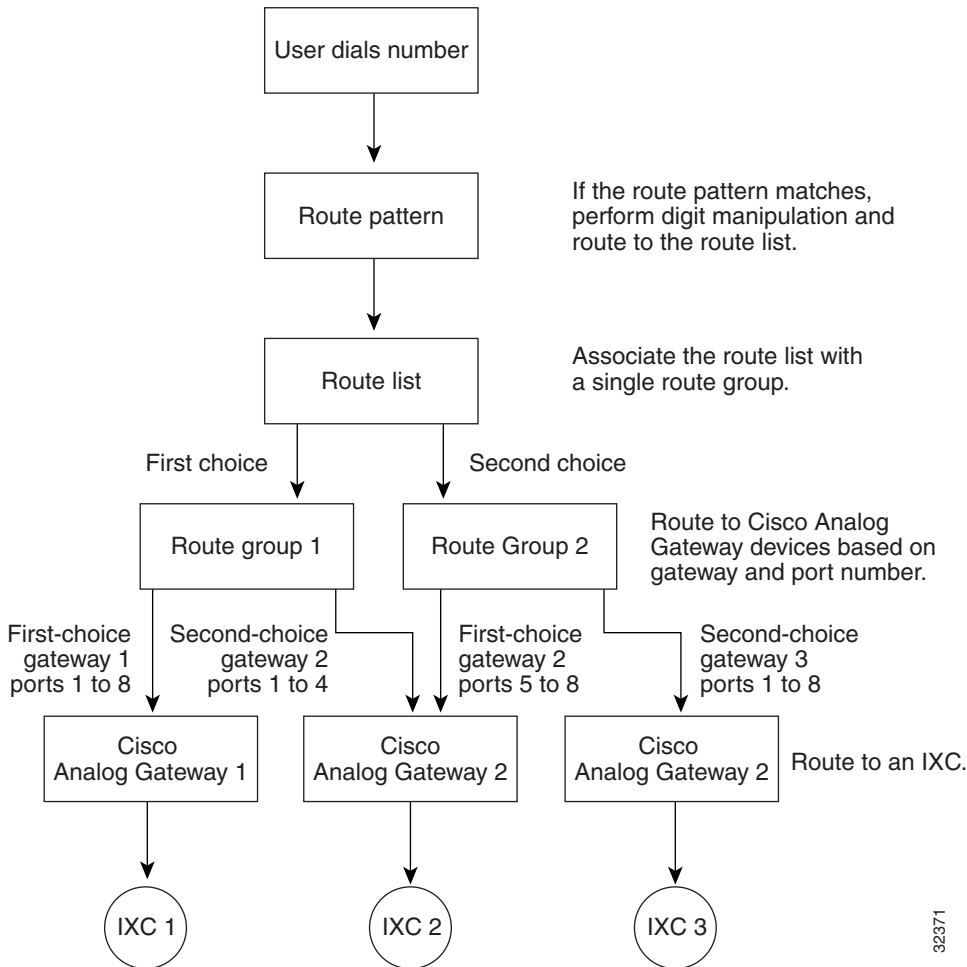 User dials number
Route pattern
If the route pattern matches,
perform digit manipulation and
route to the route list.
Route list
Associate the route list with
a single route group.
First choice
Second choice
Route group 1
Route Group 2
Route to Cisco Analog
Gateway devices based on
gateway and port number.
First-choice
gateway 1
ports 1 to 8
Second-choice
gateway 2
ports 1 to 4
First-choice
gateway 2
ports 5 to 8
Second-choice
gateway 3
ports 1 to 8
Cisco
Analog Gateway 1
Cisco
Analog Gateway 2
Cisco
Analog Gateway 2
Route to an IXC.
IXC 1
IXC 2
IXC 3
32371